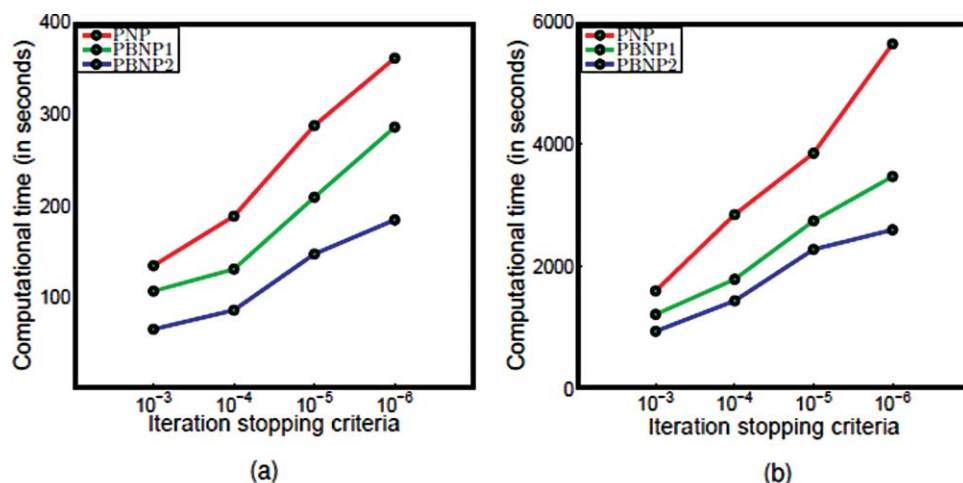 400
300
200
100
PNP
PBNP1
PBNP2
Computational time (in seconds)
10⁻³ 10⁻⁴ 10⁻⁵ 10⁻⁶
Iteration stopping criteria
(a)
6000
4000
2000
0
PNP
PBNP1
PBNP2
Computational time (in seconds)
10⁻³ 10⁻⁴ 10⁻⁵ 10⁻⁶
Iteration stopping criteria
(b)